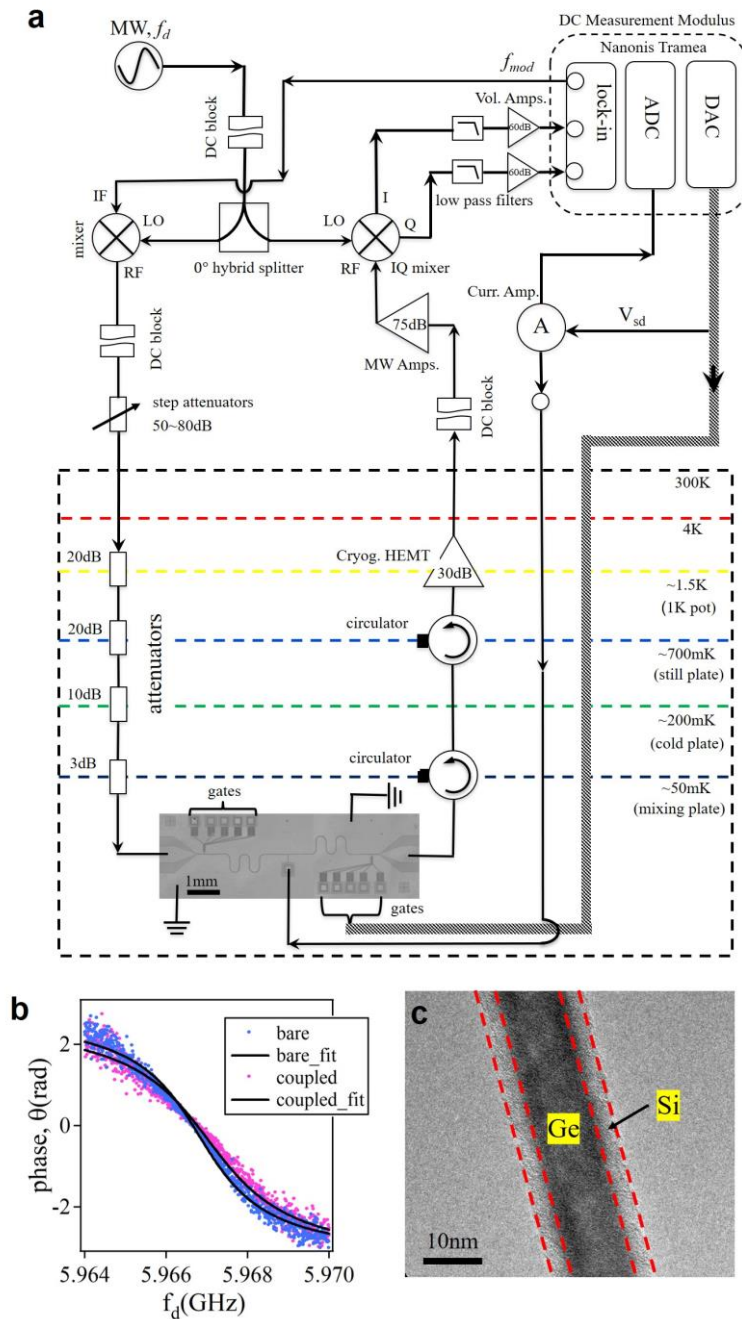 a
MW, f_d
DC block
DC Measurement Modulus
Nanonis Tramea
f_mod
lock-in
ADC
DAC
Vol. Amps.
60dB
60dB
low pass filters
IF
LO
mixer
RF
0° hybrid splitter
LO
I
Q
RF
IQ mixer
DC block
step attenuators
50~80dB
75dB
MW Amps.
DC block
Curr. Amp.
A
V_sd
300K
4K
~1.5K
(1K pot)
~700mK
(still plate)
~200mK
(cold plate)
~50mK
(mixing plate)
20dB
20dB
10dB
3dB
attenuators
Cryog. HEMT
30dB
circulator
circulator
gates
1mm
gates
b
bare
bare_fit
coupled
coupled_fit
phase, θ(rad)
2
0
-2
5.964
5.966
5.968
5.970
f_d(GHz)
c
Ge
Si
10nm